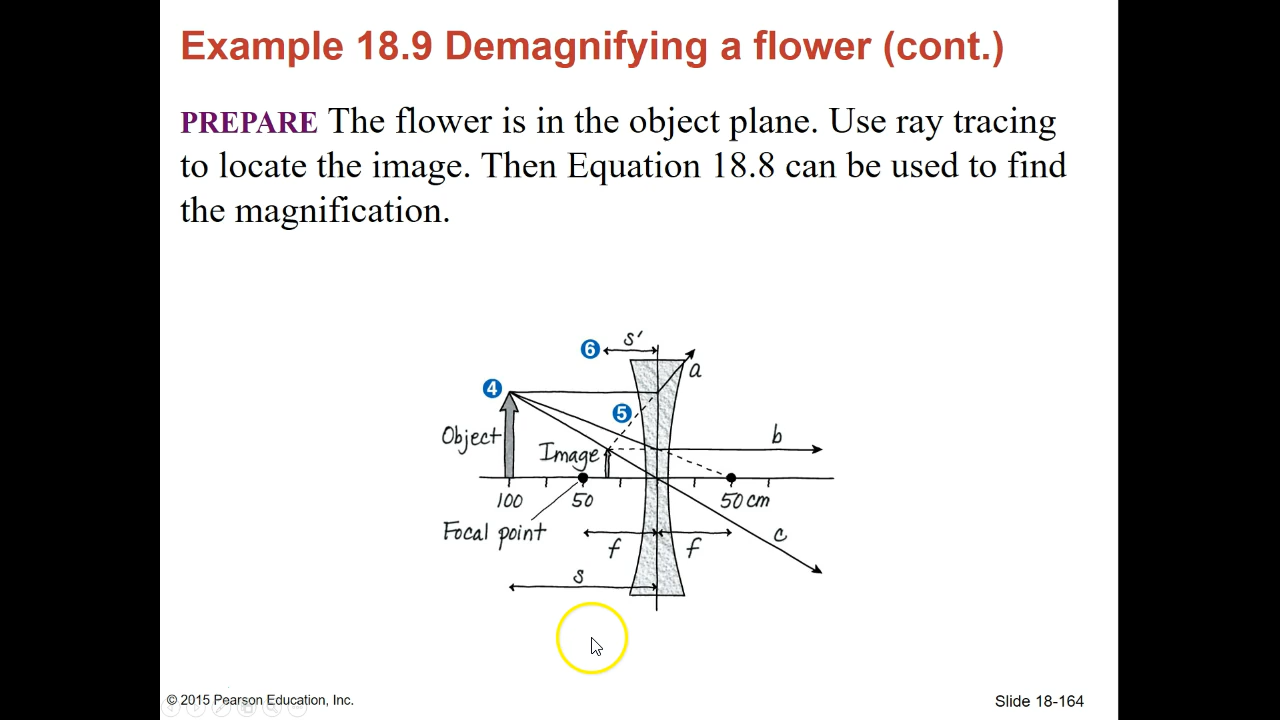 Example 18.9 Demagnifying a flower (cont.)
PREPARE The flower is in the object plane. Use ray tracing
to locate the image. Then Equation 18.8 can be used to find
the magnification.
6 s′
a
4
5
Object
Image
b
100 50 50 cm
Focal point
f f
c
s
© 2015 Pearson Education, Inc.
Slide 18-164